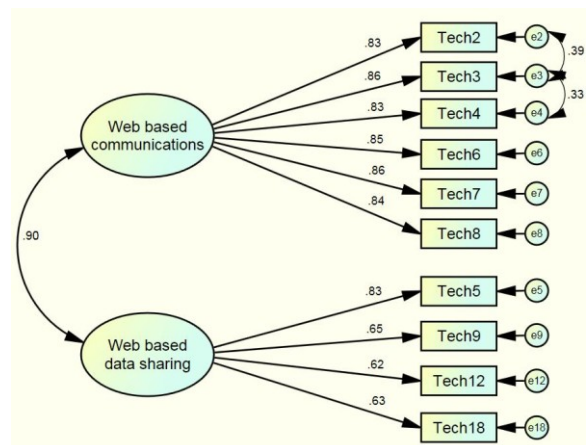 .83
Tech2
e2
.39
.86
Tech3
e3
.33
.83
Tech4
e4
Web based
communications
.85
Tech6
e6
.86
Tech7
e7
.84
Tech8
e8
.90
.83
Tech5
e5
.65
Tech9
e9
Web based
data sharing
.62
Tech12
e12
.63
Tech18
e18